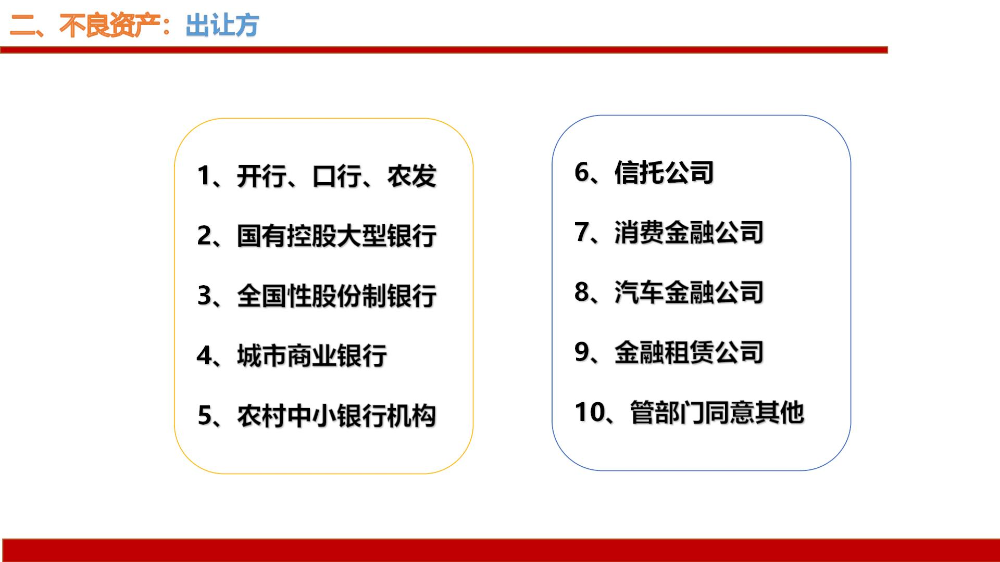 二、不良资产：出让方
1、开行、口行、农发
2、国有控股大型银行
3、全国性股份制银行
4、城市商业银行
5、农村中小银行机构
6、信托公司
7、消费金融公司
8、汽车金融公司
9、金融租赁公司
10、管部门同意其他